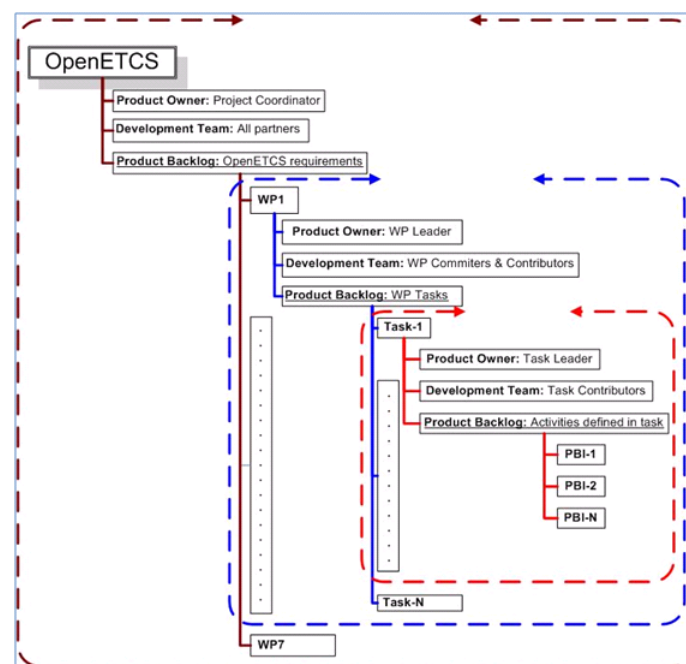 OpenETCS
Product Owner: Project Coordinator
Development Team: All partners
Product Backlog: OpenETCS requirements
WP1
Product Owner: WP Leader
Development Team: WP Commiters & Contributors
Product Backlog: WP Tasks
Task-1
Product Owner: Task Leader
Development Team: Task Contributors
Product Backlog: Activities defined in task
PBI-1
PBI-2
PBI-N
Task-N
WP7